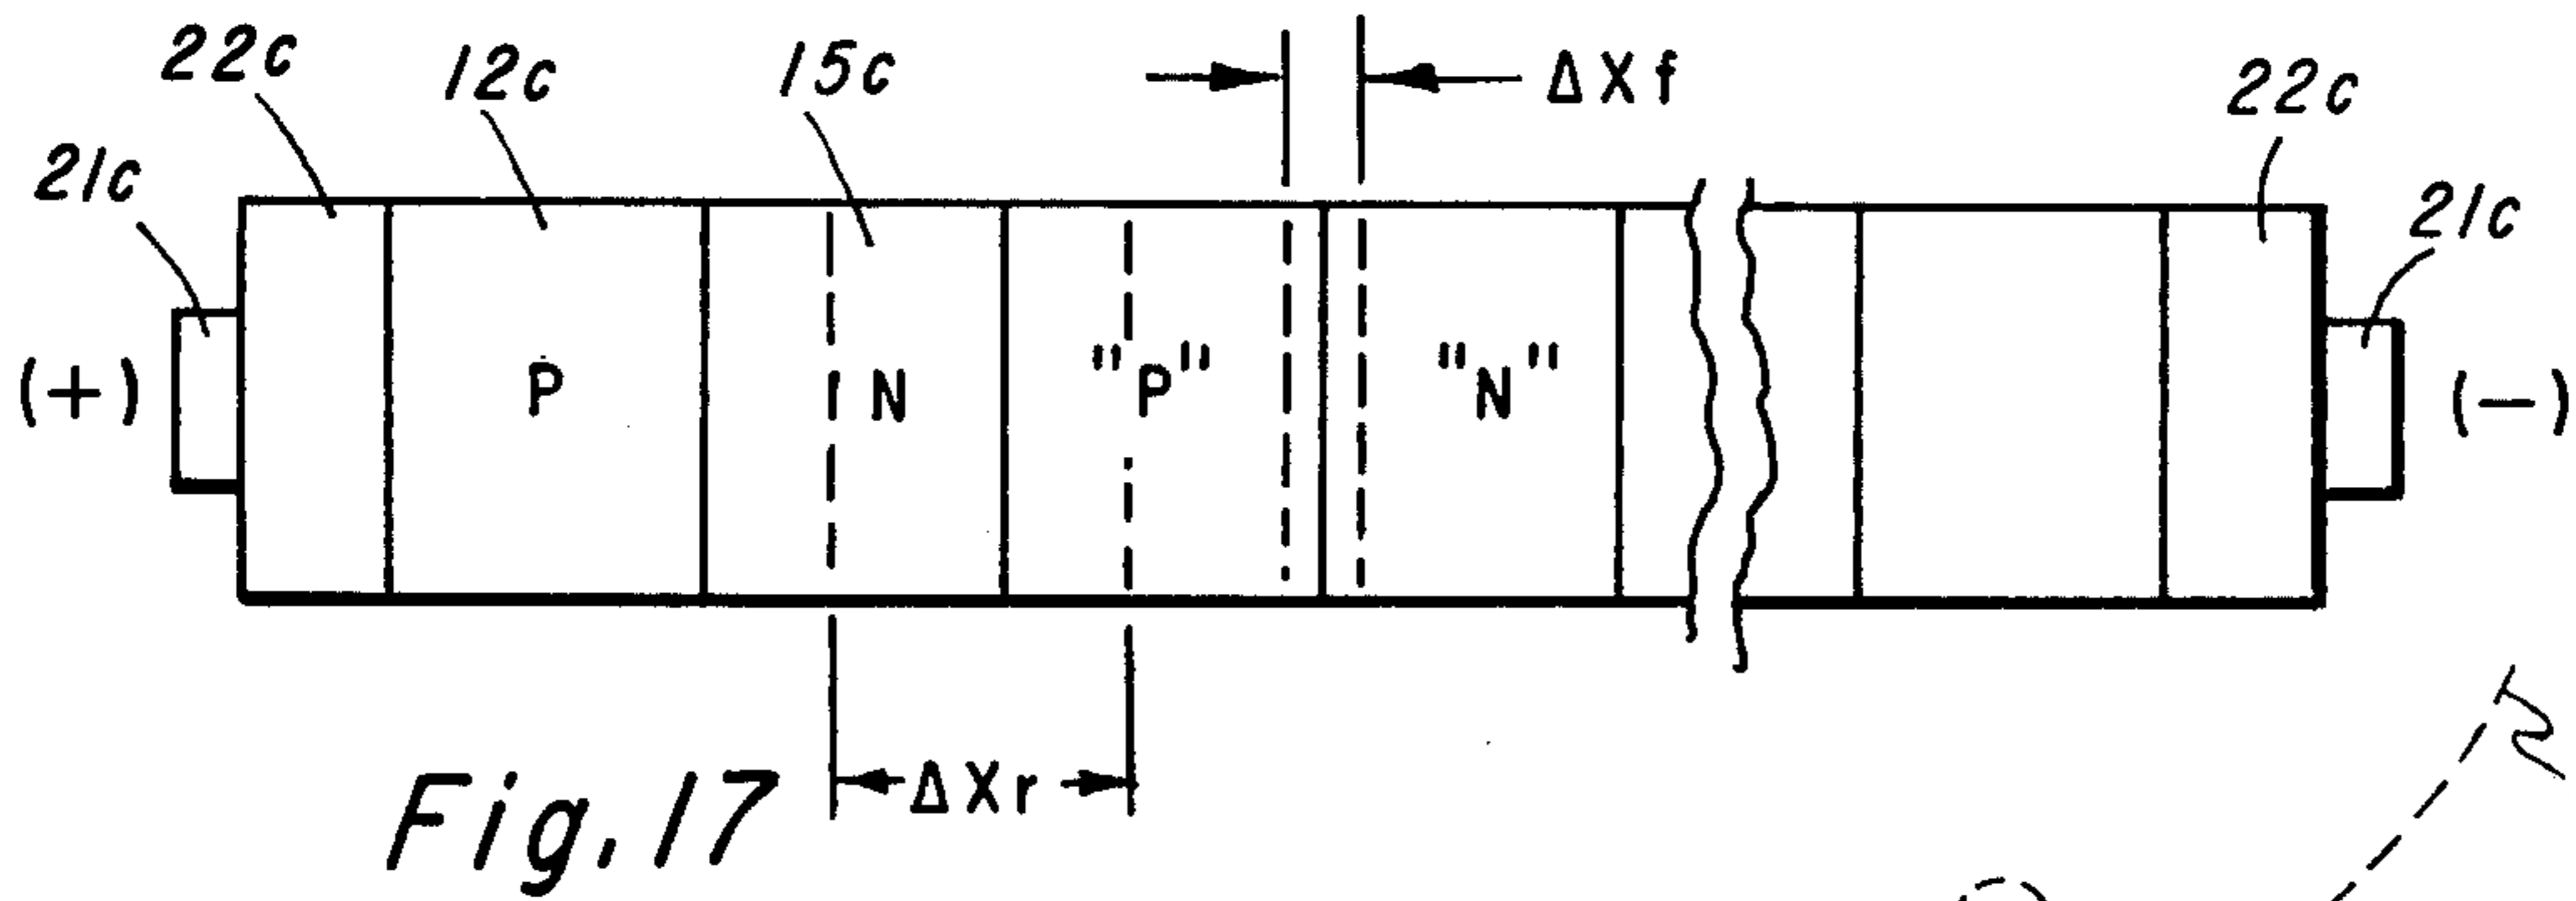 22c
12c
15c
ΔXf
22c
21c
21c
(+)
P
N
"P"
"N"
(−)
ΔXr
Fig. 17